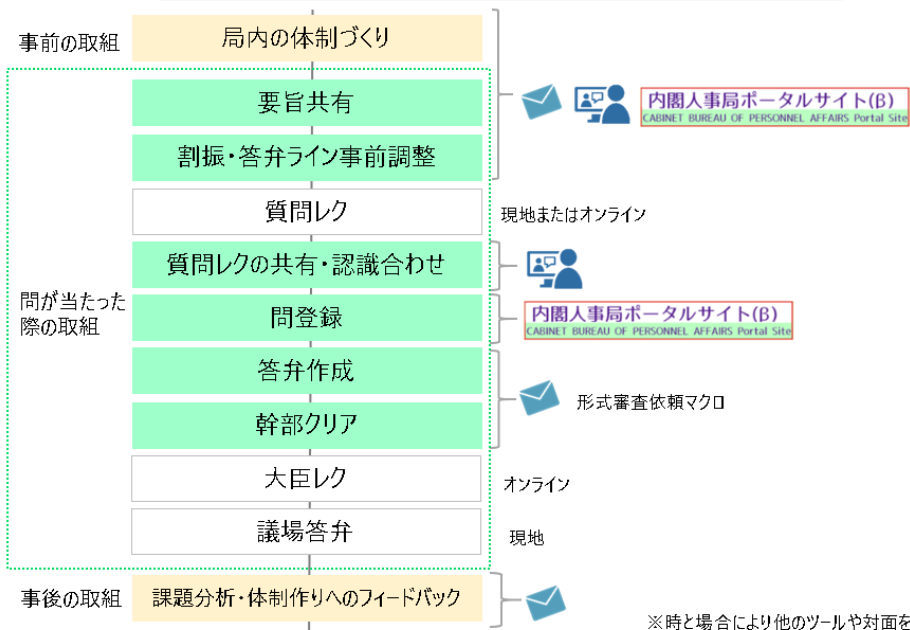 事前の取組
局内の体制づくり
要旨共有
内閣人事局ポータルサイト(β)
CABINET BUREAU OF PERSONNEL AFFAIRS Portal Site
割振・答弁ライン事前調整
質問レク
現地またはオンライン
質問レクの共有・認識合わせ
問が当たった
際の取組
問登録
内閣人事局ポータルサイト(β)
CABINET BUREAU OF PERSONNEL AFFAIRS Portal Site
答弁作成
形式審査依頼マクロ
幹部クリア
大臣レク
オンライン
議場答弁
現地
事後の取組
課題分析・体制作りへのフィードバック
※時と場合により他のツールや対面を